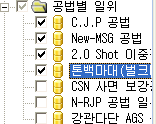 공법별 일위
C.J.P 공법
New-MSG 공법
2.0 Shot 이중
톤백마대(벌크
CSN 사면 보강
N-RJP 공법 일
강관다단 AGS -